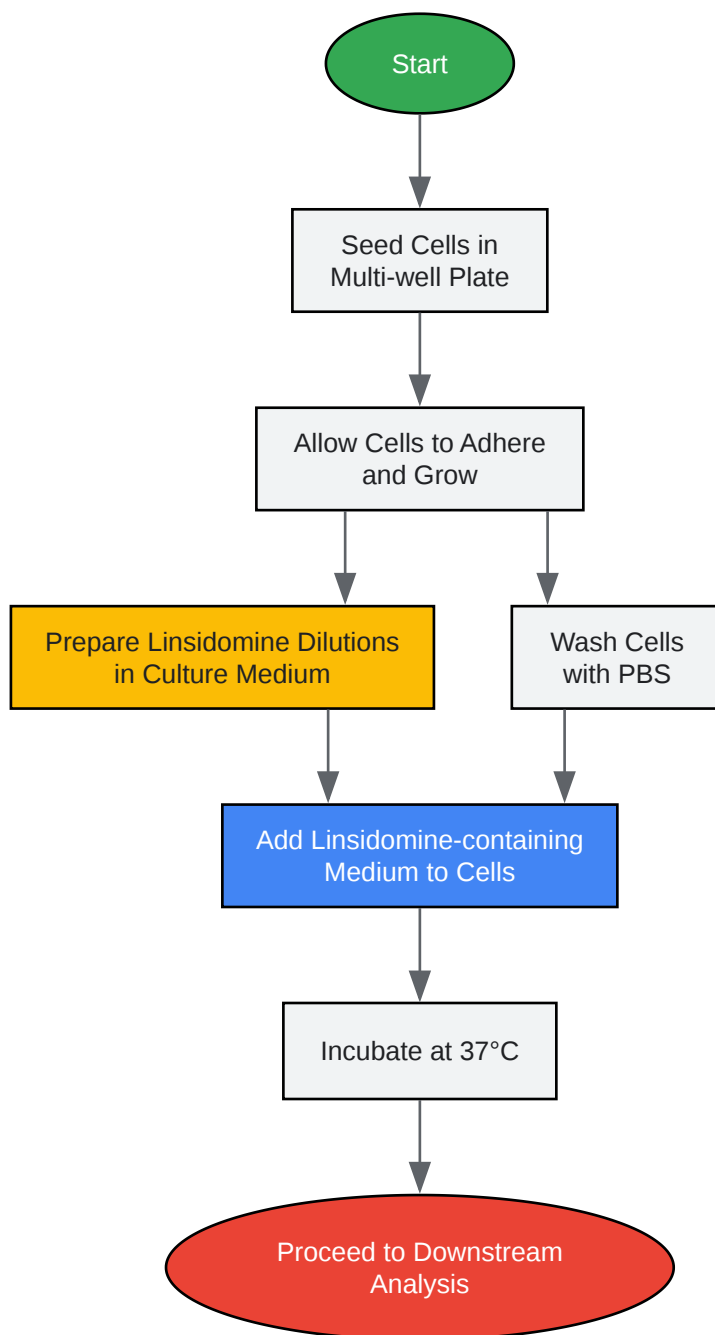 Start
Seed Cells in
Multi-well Plate
Allow Cells to Adhere
and Grow
Prepare Linsidomine Dilutions
in Culture Medium
Wash Cells
with PBS
Add Linsidomine-containing
Medium to Cells
Incubate at 37°C
Proceed to Downstream
Analysis